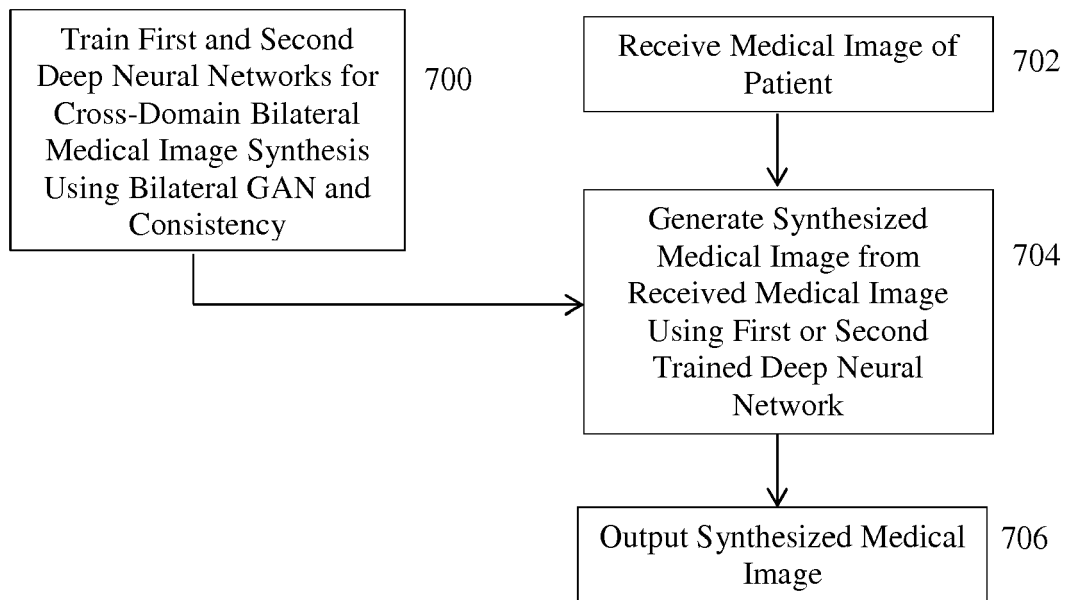 Train First and Second
Deep Neural Networks for
Cross-Domain Bilateral
Medical Image Synthesis
Using Bilateral GAN and
Consistency
700
Receive Medical Image of
Patient
702
Generate Synthesized
Medical Image from
Received Medical Image
Using First or Second
Trained Deep Neural
Network
704
Output Synthesized Medical
Image
706